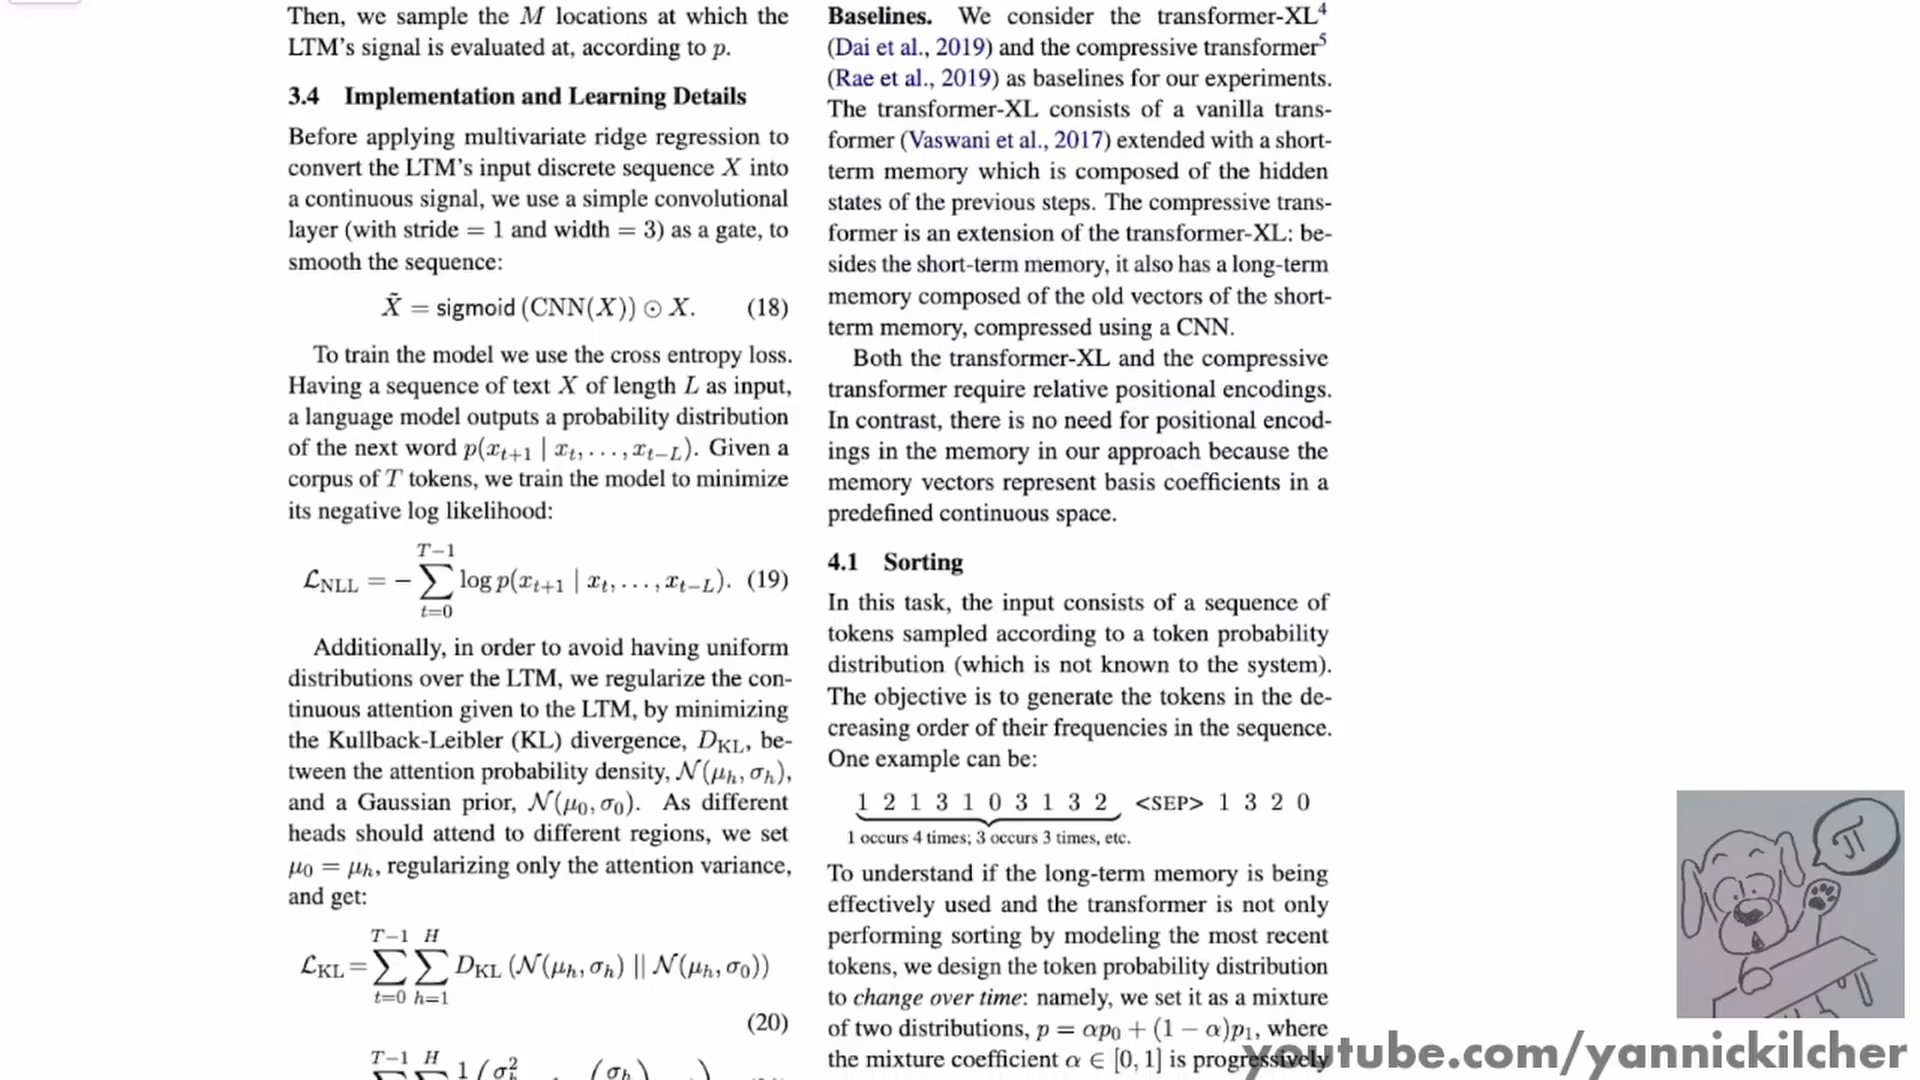 Then, we sample the M locations at which the
LTM's signal is evaluated at, according to p.
3.4 Implementation and Learning Details
Before applying multivariate ridge regression to
convert the LTM's input discrete sequence X into
a continuous signal, we use a simple convolutional
layer (with stride = 1 and width = 3) as a gate, to
smooth the sequence:
X̃ = sigmoid (CNN(X)) ⊙ X. (18)
To train the model we use the cross entropy loss.
Having a sequence of text X of length L as input,
a language model outputs a probability distribution
of the next word p(x_{t+1} | x_t, . . . , x_{t−L}). Given a
corpus of T tokens, we train the model to minimize
its negative log likelihood:
T−1
ℒ_NLL = − ∑ log p(x_{t+1} | x_t, . . . , x_{t−L}). (19)
t=0
Additionally, in order to avoid having uniform
distributions over the LTM, we regularize the con-
tinuous attention given to the LTM, by minimizing
the Kullback-Leibler (KL) divergence, D_KL, be-
tween the attention probability density, 𝒩(μ_h, σ_h),
and a Gaussian prior, 𝒩(μ_0, σ_0). As different
heads should attend to different regions, we set
μ_0 = μ_h, regularizing only the attention variance,
and get:
T−1 H
ℒ_KL = ∑ ∑ D_KL (𝒩(μ_h, σ_h) || 𝒩(μ_h, σ_0))
t=0 h=1
(20)
T−1 H
Baselines. We consider the transformer-XL⁴
(Dai et al., 2019) and the compressive transformer⁵
(Rae et al., 2019) as baselines for our experiments.
The transformer-XL consists of a vanilla trans-
former (Vaswani et al., 2017) extended with a short-
term memory which is composed of the hidden
states of the previous steps. The compressive trans-
former is an extension of the transformer-XL: be-
sides the short-term memory, it also has a long-term
memory composed of the old vectors of the short-
term memory, compressed using a CNN.
Both the transformer-XL and the compressive
transformer require relative positional encodings.
In contrast, there is no need for positional encod-
ings in the memory in our approach because the
memory vectors represent basis coefficients in a
predefined continuous space.
4.1 Sorting
In this task, the input consists of a sequence of
tokens sampled according to a token probability
distribution (which is not known to the system).
The objective is to generate the tokens in the de-
creasing order of their frequencies in the sequence.
One example can be:
1 2 1 3 1 0 3 1 3 2 <SEP> 1 3 2 0
1 occurs 4 times; 3 occurs 3 times, etc.
To understand if the long-term memory is being
effectively used and the transformer is not only
performing sorting by modeling the most recent
tokens, we design the token probability distribution
to change over time: namely, we set it as a mixture
of two distributions, p = αp_0 + (1 − α)p_1, where
the mixture coefficient α ∈ [0, 1] is progressively
π
youtube.com/yannickilcher